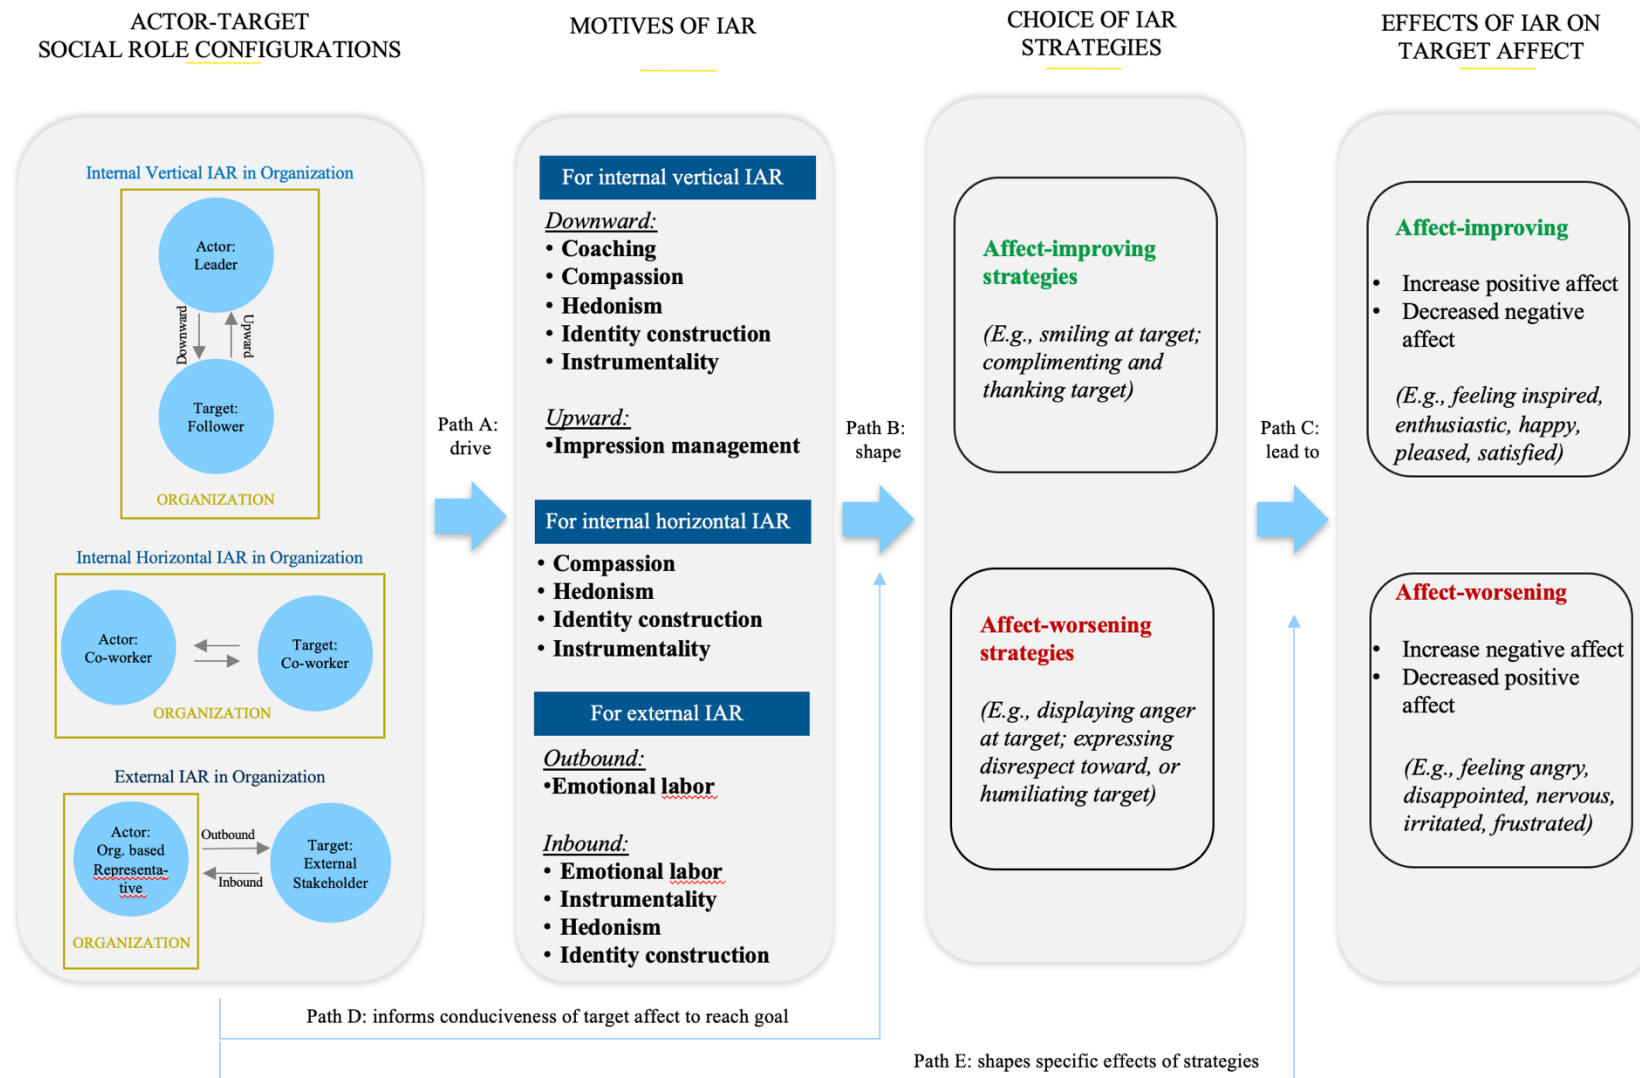 ACTOR-TARGET
SOCIAL ROLE CONFIGURATIONS
Internal Vertical IAR in Organization
Actor:
Leader
Downward
Upward
Target:
Follower
ORGANIZATION
Internal Horizontal IAR in Organization
Actor:
Co-worker
Target:
Co-worker
ORGANIZATION
External IAR in Organization
Actor:
Org. based
Representa-
tive
Outbound
Inbound
Target:
External
Stakeholder
ORGANIZATION
Path A:
drive
MOTIVES OF IAR
For internal vertical IAR
Downward:
• Coaching
• Compassion
• Hedonism
• Identity construction
• Instrumentality
Upward:
•Impression management
For internal horizontal IAR
• Compassion
• Hedonism
• Identity construction
• Instrumentality
For external IAR
Outbound:
•Emotional labor
Inbound:
• Emotional labor
• Instrumentality
• Hedonism
• Identity construction
Path B:
shape
CHOICE OF IAR
STRATEGIES
Affect-improving
strategies
(E.g., smiling at target;
complimenting and
thanking target)
Affect-worsening
strategies
(E.g., displaying anger
at target; expressing
disrespect toward, or
humiliating target)
Path C:
lead to
EFFECTS OF IAR ON
TARGET AFFECT
Affect-improving
• Increase positive affect
• Decreased negative
affect
(E.g., feeling inspired,
enthusiastic, happy,
pleased, satisfied)
Affect-worsening
• Increase negative affect
• Decreased positive
affect
(E.g., feeling angry,
disappointed, nervous,
irritated, frustrated)
Path D: informs conduciveness of target affect to reach goal
Path E: shapes specific effects of strategies